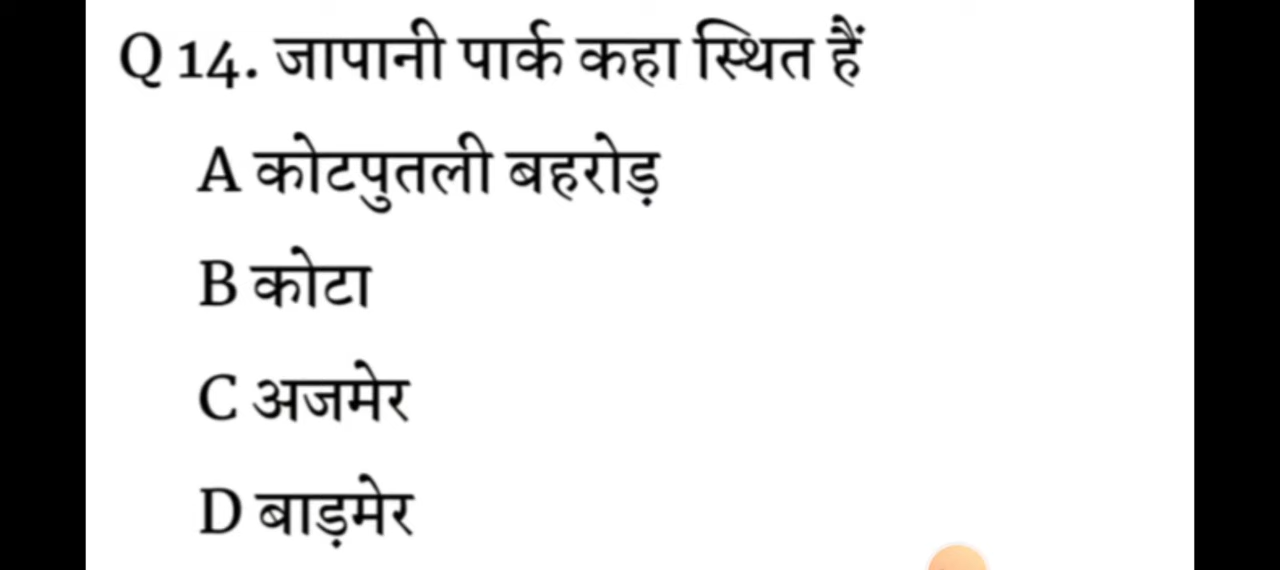 Q 14. जापानी पार्क कहा स्थित हैं
A कोटपुतली बहरोड़
B कोटा
C अजमेर
D बाड़मेर